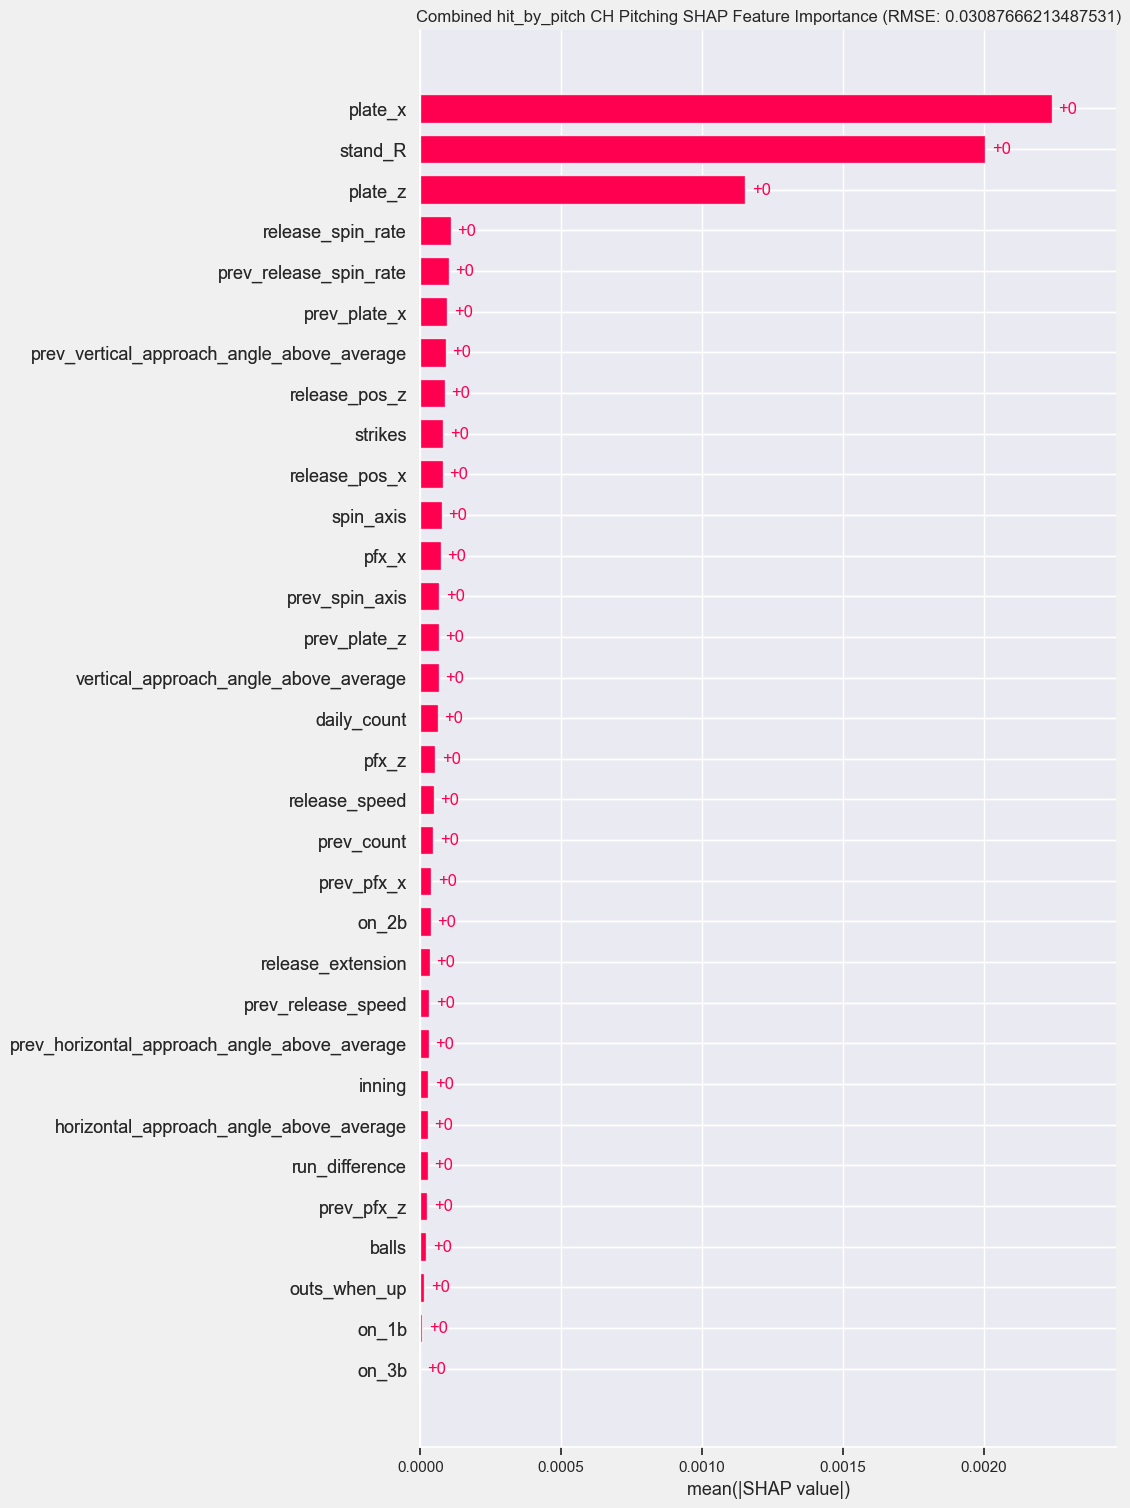 Combined hit_by_pitch CH Pitching SHAP Feature Importance (RMSE: 0.03087666213487531)
plate_x +0
stand_R +0
plate_z +0
release_spin_rate +0
prev_release_spin_rate +0
prev_plate_x +0
prev_vertical_approach_angle_above_average +0
release_pos_z +0
strikes +0
release_pos_x +0
spin_axis +0
pfx_x +0
prev_spin_axis +0
prev_plate_z +0
vertical_approach_angle_above_average +0
daily_count +0
pfx_z +0
release_speed +0
prev_count +0
prev_pfx_x +0
on_2b +0
release_extension +0
prev_release_speed +0
prev_horizontal_approach_angle_above_average +0
inning +0
horizontal_approach_angle_above_average +0
run_difference +0
prev_pfx_z +0
balls +0
outs_when_up +0
on_1b +0
on_3b +0
0.0000 0.0005 0.0010 0.0015 0.0020
mean(|SHAP value|)